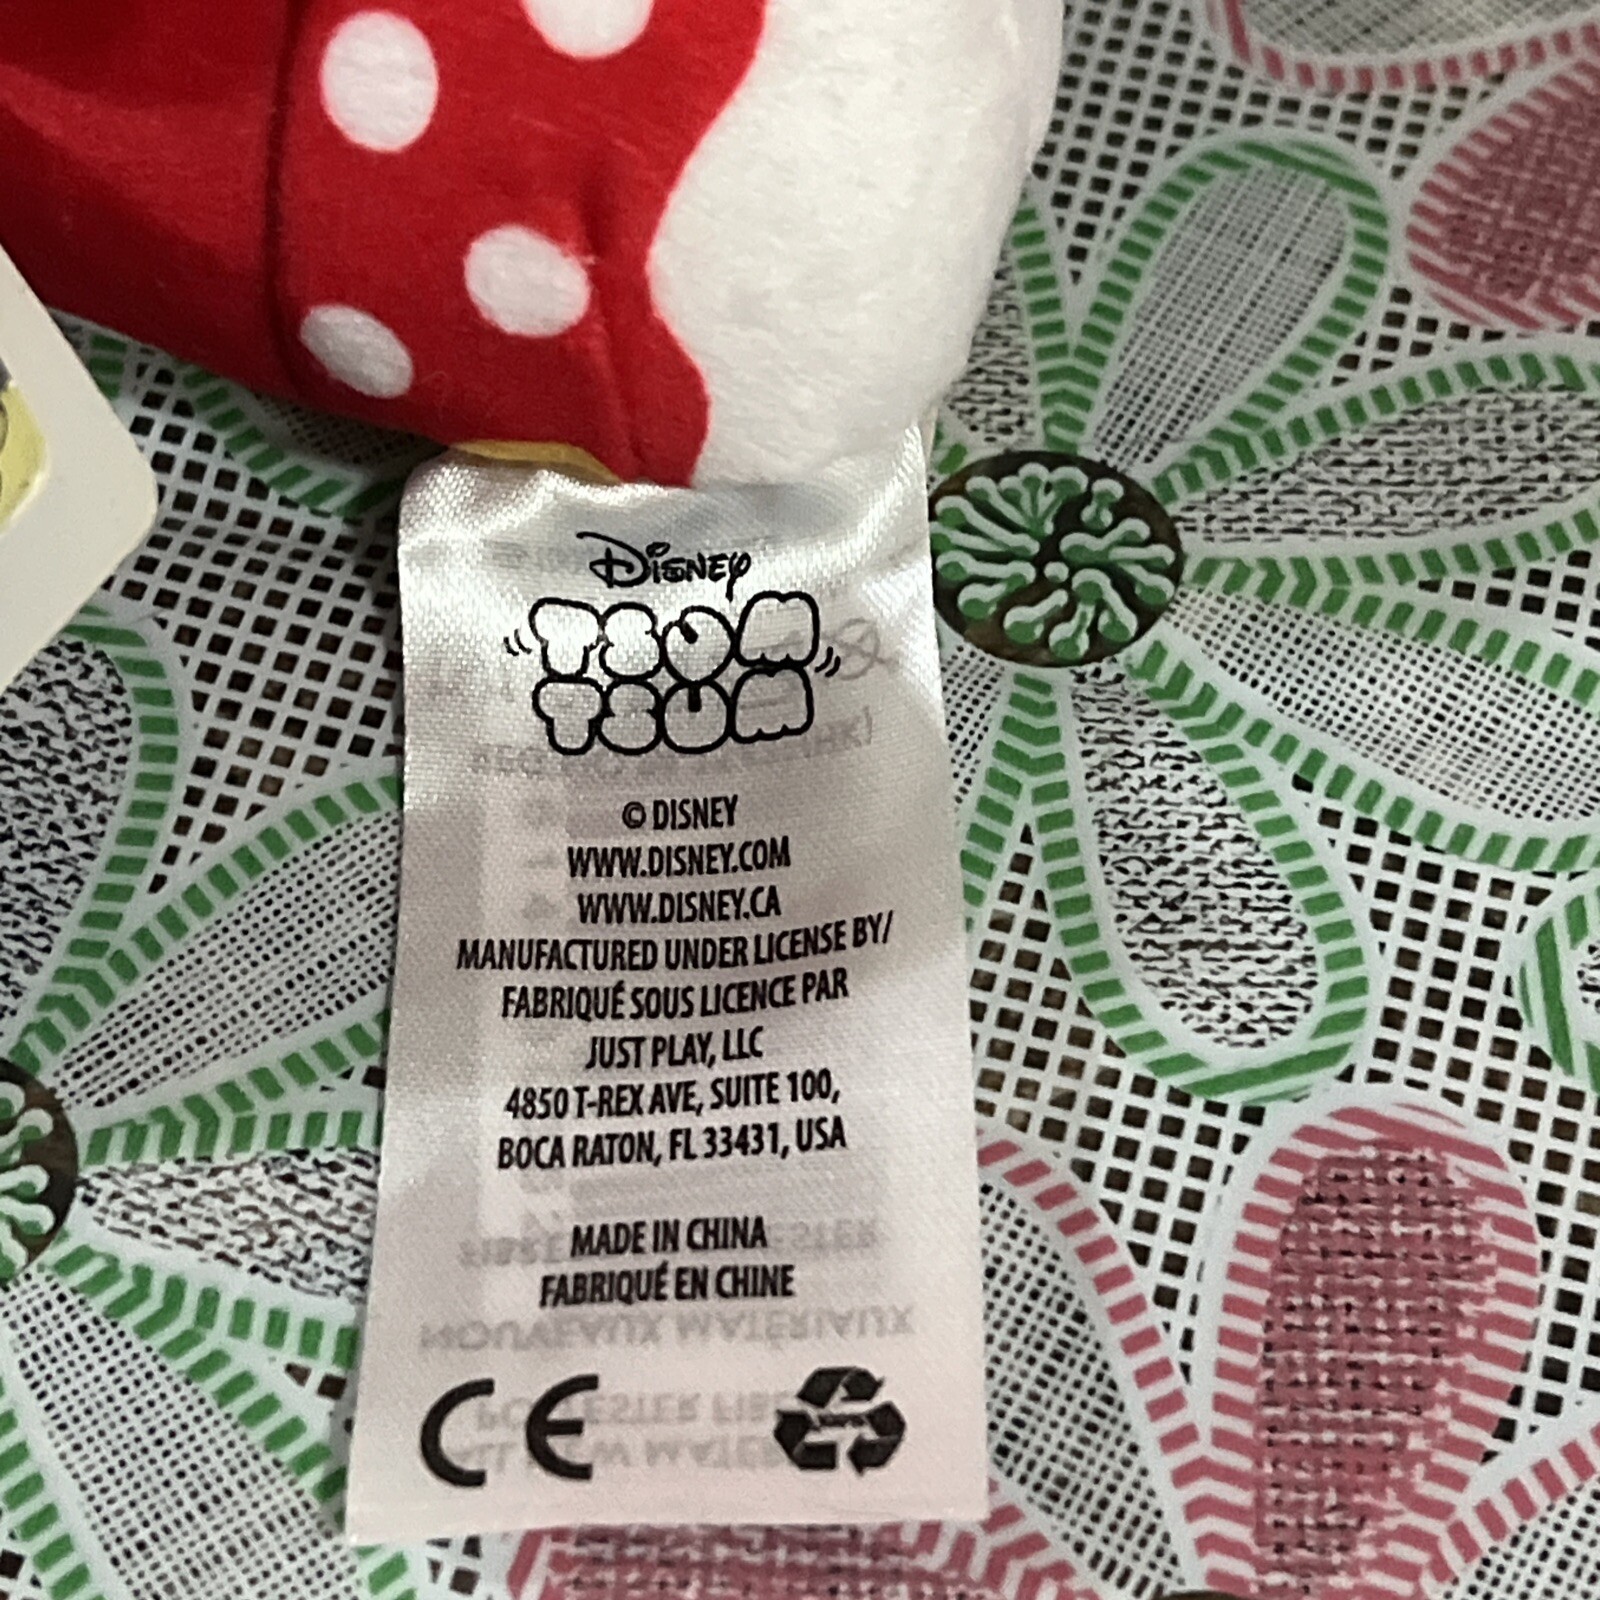 Disney
TSUM
TSUM
© DISNEY
WWW.DISNEY.COM
WWW.DISNEY.CA
MANUFACTURED UNDER LICENSE BY/
FABRIQUÉ SOUS LICENCE PAR
JUST PLAY, LLC
4850 T-REX AVE, SUITE 100,
BOCA RATON, FL 33431, USA
MADE IN CHINA
FABRIQUÉ EN CHINE
CE